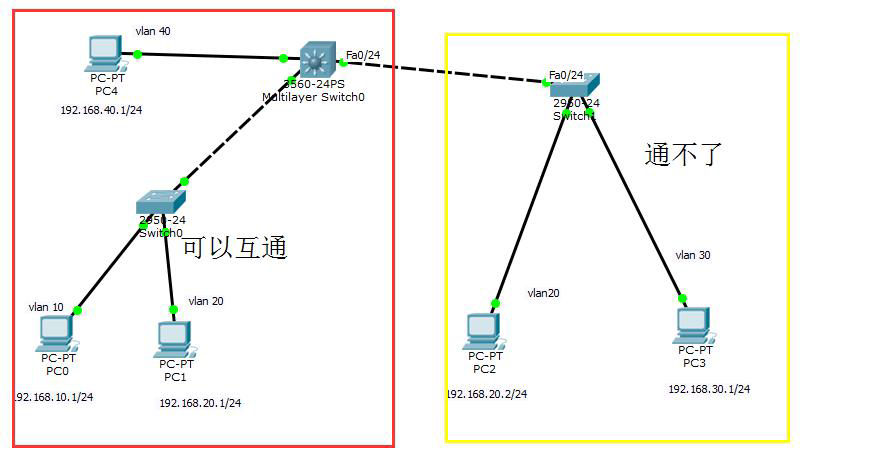 vlan 40
Fa0/24
PC-PT
PC4
3560-24PS
Multilayer Switch0
192.168.40.1/24
Fa0/24
2950-24
Switch1
通不了
2950-24
Switch0
可以互通
vlan 30
vlan 10
vlan 20
vlan20
PC-PT
PC0
PC-PT
PC1
PC-PT
PC2
PC-PT
PC3
192.168.10.1/24
192.168.20.1/24
192.168.20.2/24
192.168.30.1/24